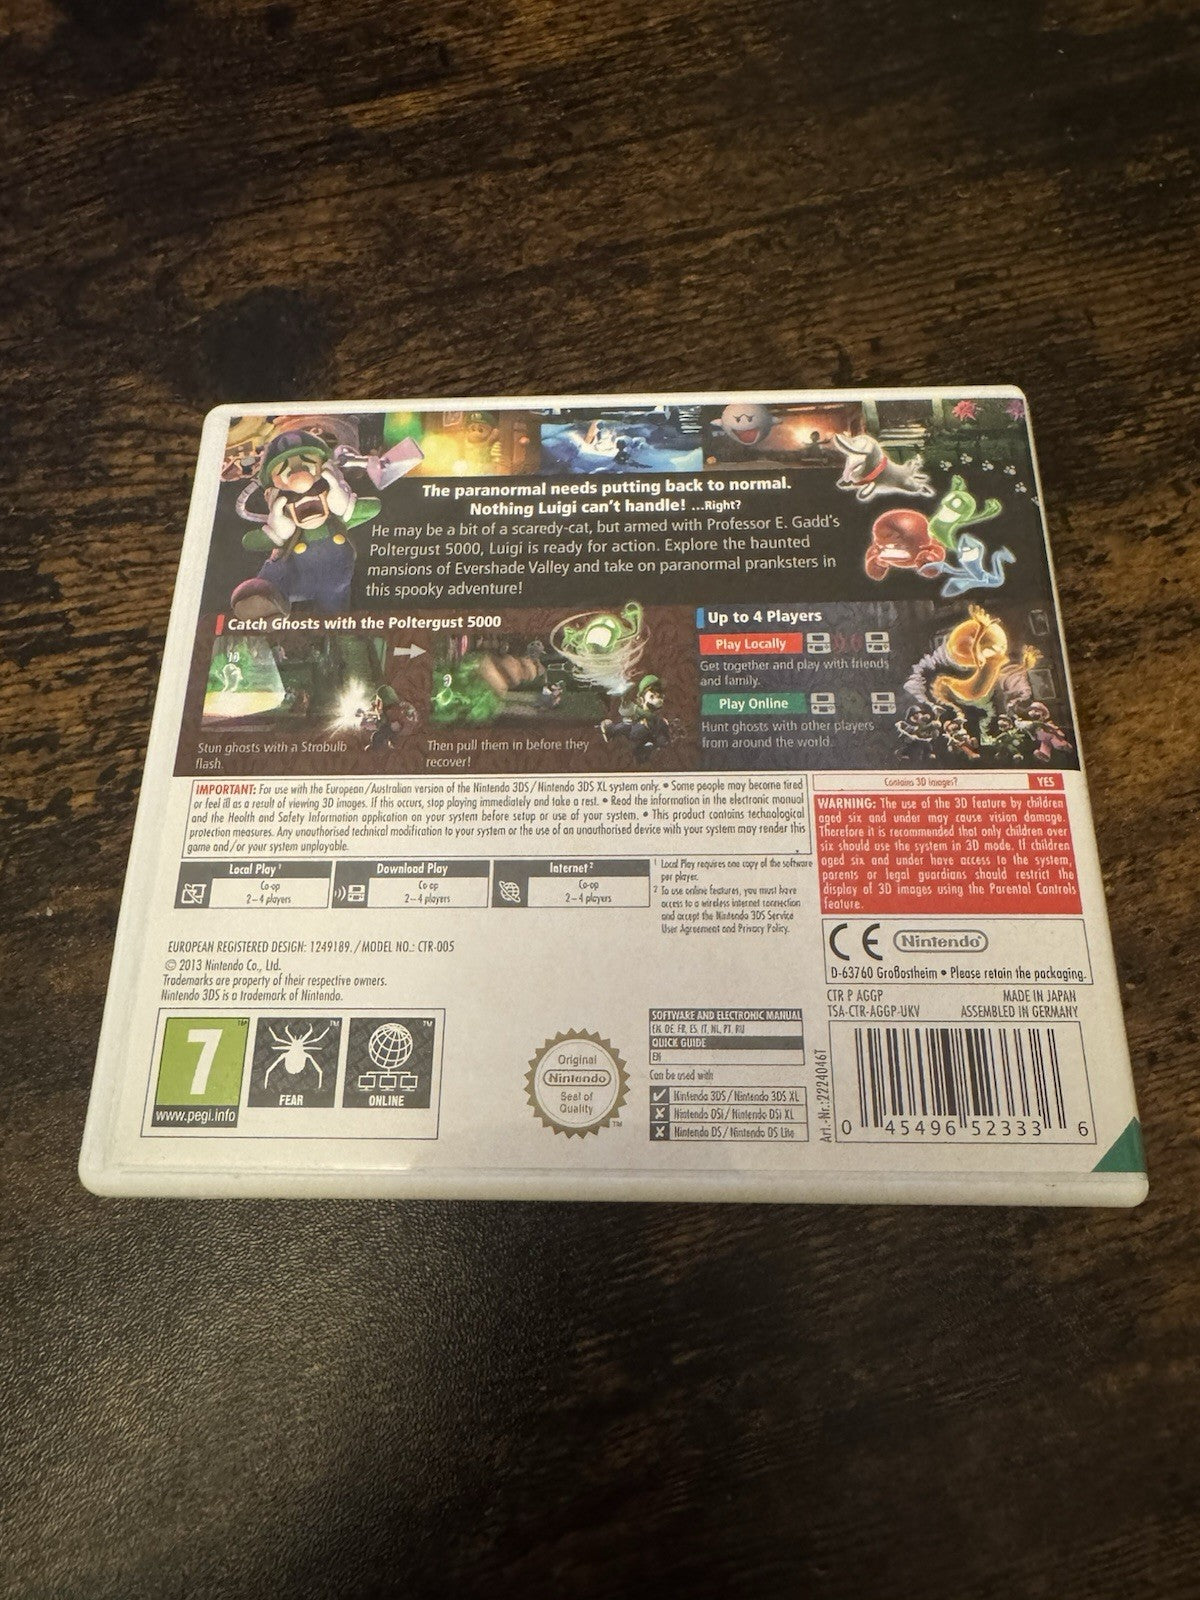 The paranormal needs putting back to normal.
Nothing Luigi can't handle! ...Right?
He may be a bit of a scaredy-cat, but armed with Professor E. Gadd's
Poltergust 5000, Luigi is ready for action. Explore the haunted
mansions of Evershade Valley and take on paranormal pranksters in
this spooky adventure!
Catch Ghosts with the Poltergust 5000
Stun ghosts with a Strobulb
flash.
Then pull them in before they
recover!
Up to 4 Players
Play Locally
Get together and play with friends
and family.
Play Online
Hunt ghosts with other players
from around the world.
IMPORTANT: For use with the European/Australian version of the Nintendo 3DS/Nintendo 3DS XL system only. • Some people may become tired
or feel ill as a result of viewing 3D images. If this occurs, stop playing immediately and take a rest. • Read the information in the electronic manual
and the Health and Safety Information application on your system before setup or use of your system. • This product contains technological
protection measures. Any unauthorised technical modification to your system or the use of an unauthorised device with your system may render this
game and/or your system unplayable.
Contains 3D images? YES
WARNING: The use of the 3D feature by children
aged six and under may cause vision damage.
Therefore it is recommended that only children over
six should use the system in 3D mode. If children
aged six and under have access to the system,
parents or legal guardians should restrict the
display of 3D images using the Parental Controls
feature.
Local Play 1
Co-op
2–4 players
Download Play
Co-op
2–4 players
Internet 2
Co-op
2–4 players
1 Local Play requires one copy of the software
per player.
2 To use online features, you must have
access to a wireless internet connection
and accept the Nintendo 3DS Service
User Agreement and Privacy Policy.
EUROPEAN REGISTERED DESIGN: 1249189./MODEL NO.: CTR-005
© 2013 Nintendo Co., Ltd.
Trademarks are property of their respective owners.
Nintendo 3DS is a trademark of Nintendo.
CE Nintendo®
D-63760 Großostheim • Please retain the packaging.
CTR P AGGP MADE IN JAPAN
TSA-CTR-AGGP-UKV ASSEMBLED IN GERMANY
7 ™
www.pegi.info
™
FEAR
™
ONLINE
Original
Nintendo®
Seal of
Quality
™
SOFTWARE AND ELECTRONIC MANUAL
EN, DE, FR, ES, IT, NL, PT, RU
QUICK GUIDE
EN
Can be used with
✓ Nintendo 3DS/Nintendo 3DS XL
✗ Nintendo DSi/Nintendo DSi XL
✗ Nintendo DS/Nintendo DS Lite
Art.-Nr.: 2224046T
0 45496 52333 6